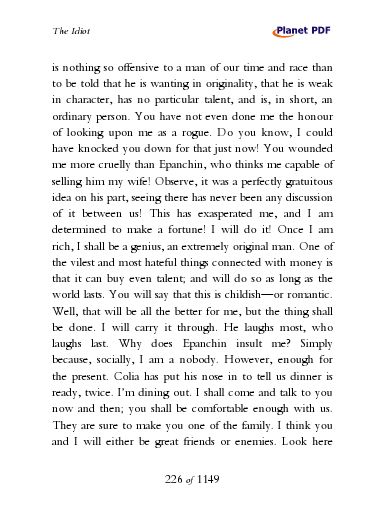 The Idiot
Planet PDF
is nothing so offensive to a man of our time and race than
to be told that he is wanting in originality, that he is weak
in character, has no particular talent, and is, in short, an
ordinary person. You have not even done me the honour
of looking upon me as a rogue. Do you know, I could
have knocked you down for that just now! You wounded
me more cruelly than Epanchin, who thinks me capable of
selling him my wife! Observe, it was a perfectly gratuitous
idea on his part, seeing there has never been any discussion
of it between us! This has exasperated me, and I am
determined to make a fortune! I will do it! Once I am
rich, I shall be a genius, an extremely original man. One of
the vilest and most hateful things connected with money is
that it can buy even talent; and will do so as long as the
world lasts. You will say that this is childish—or romantic.
Well, that will be all the better for me, but the thing shall
be done. I will carry it through. He laughs most, who
laughs last. Why does Epanchin insult me? Simply
because, socially, I am a nobody. However, enough for
the present. Colia has put his nose in to tell us dinner is
ready, twice. I'm dining out. I shall come and talk to you
now and then; you shall be comfortable enough with us.
They are sure to make you one of the family. I think you
and I will either be great friends or enemies. Look here
226 of 1149